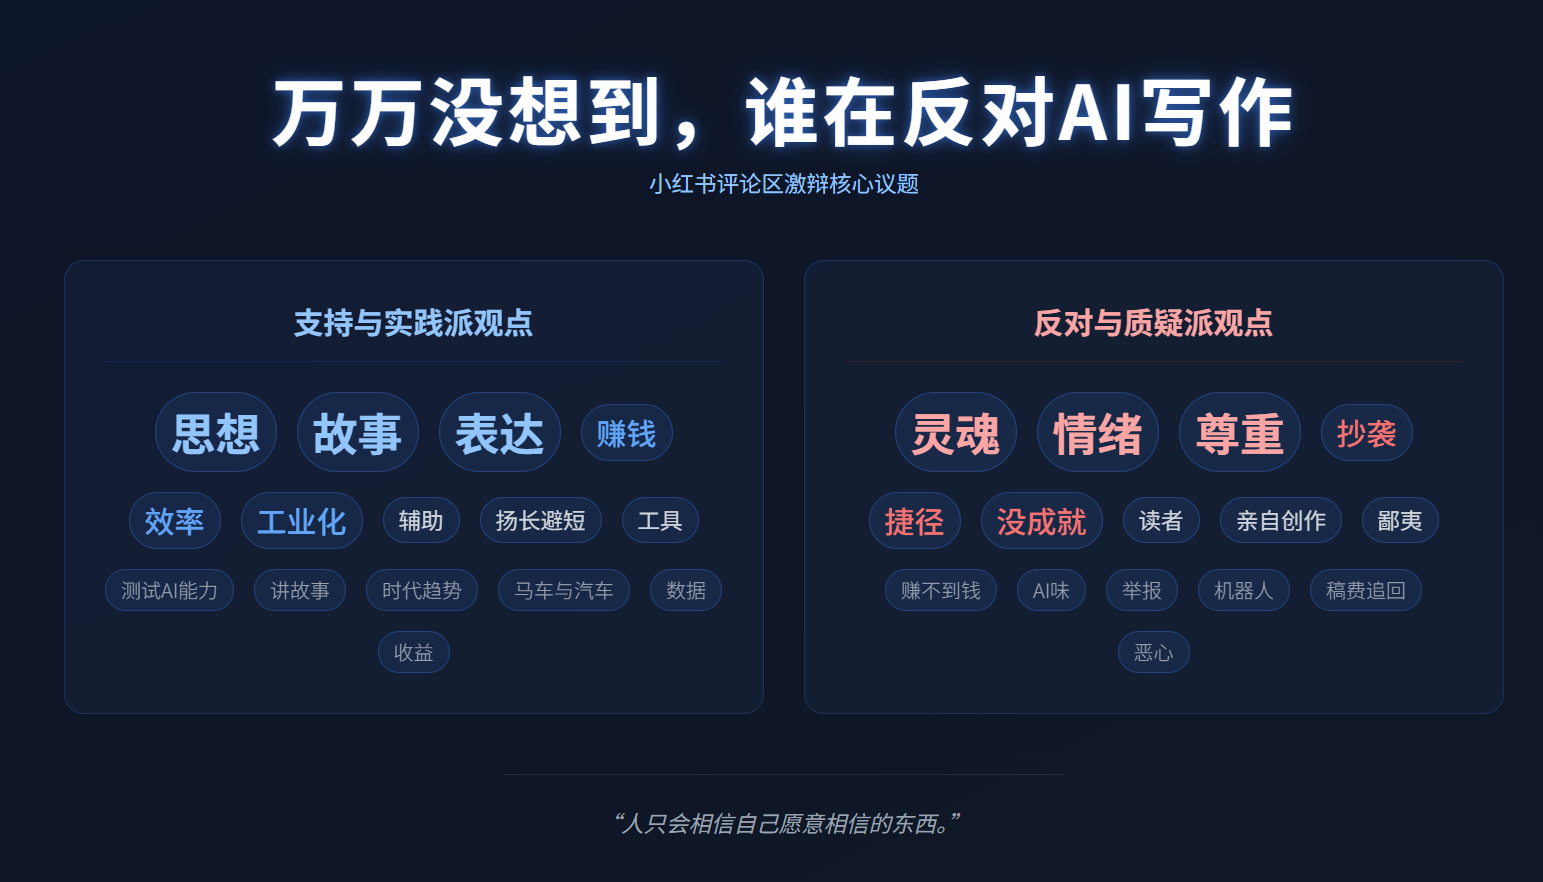 万万没想到，谁在反对AI写作
小红书评论区激辩核心议题
支持与实践派观点
思想 故事 表达 赚钱
效率 工业化 辅助 扬长避短 工具
测试AI能力 讲故事 时代趋势 马车与汽车 数据
收益
反对与质疑派观点
灵魂 情绪 尊重 抄袭
捷径 没成就 读者 亲自创作 鄙夷
赚不到钱 AI味 举报 机器人 稿费追回
恶心
“人只会相信自己愿意相信的东西。”